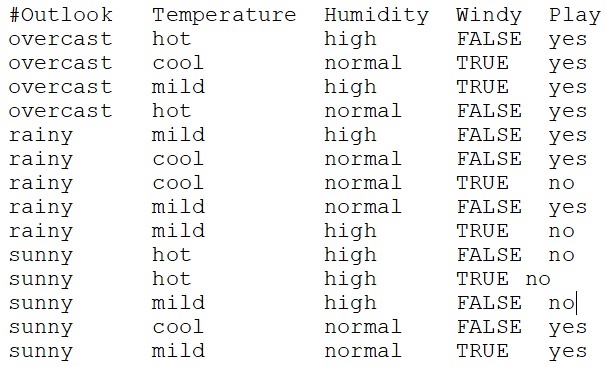 #Outlook Temperature Humidity Windy Play
overcast hot high FALSE yes
overcast cool normal TRUE yes
overcast mild high TRUE yes
overcast hot normal FALSE yes
rainy mild high FALSE yes
rainy cool normal FALSE yes
rainy cool normal TRUE no
rainy mild normal FALSE yes
rainy mild high TRUE no
sunny hot high FALSE no
sunny hot high TRUE no
sunny mild high FALSE no
sunny cool normal FALSE yes
sunny mild normal TRUE yes